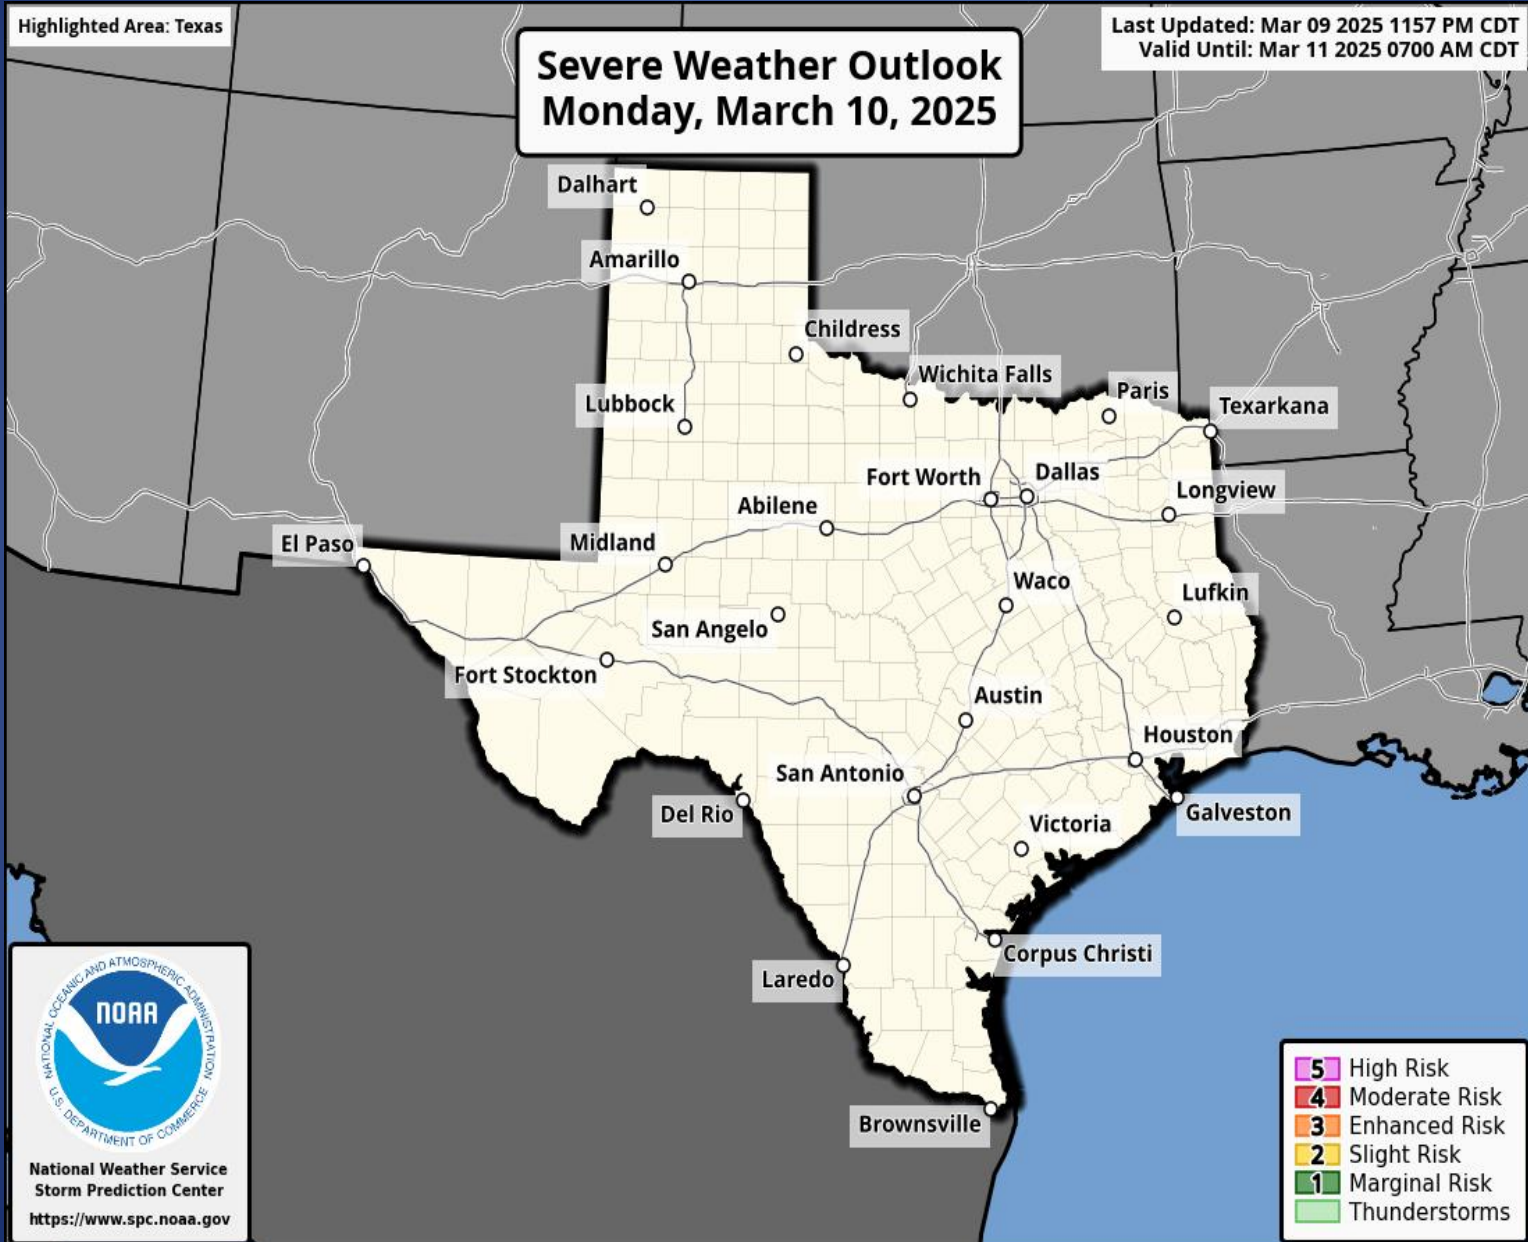 Highlighted Area: Texas
Severe Weather Outlook
Monday, March 10, 2025
Last Updated: Mar 09 2025 1157 PM CDT
Valid Until: Mar 11 2025 0700 AM CDT
Dalhart
Amarillo
Childress
Wichita Falls
Paris
Texarkana
Lubbock
Fort Worth
Dallas
Longview
Abilene
El Paso
Midland
Waco
Lufkin
San Angelo
Fort Stockton
Austin
Houston
San Antonio
Del Rio
Galveston
Victoria
Corpus Christi
Laredo
Brownsville
NATIONAL OCEANIC AND ATMOSPHERIC ADMINISTRATION
NOAA
U.S. DEPARTMENT OF COMMERCE
National Weather Service
Storm Prediction Center
https://www.spc.noaa.gov
5 High Risk
4 Moderate Risk
3 Enhanced Risk
2 Slight Risk
1 Marginal Risk
Thunderstorms